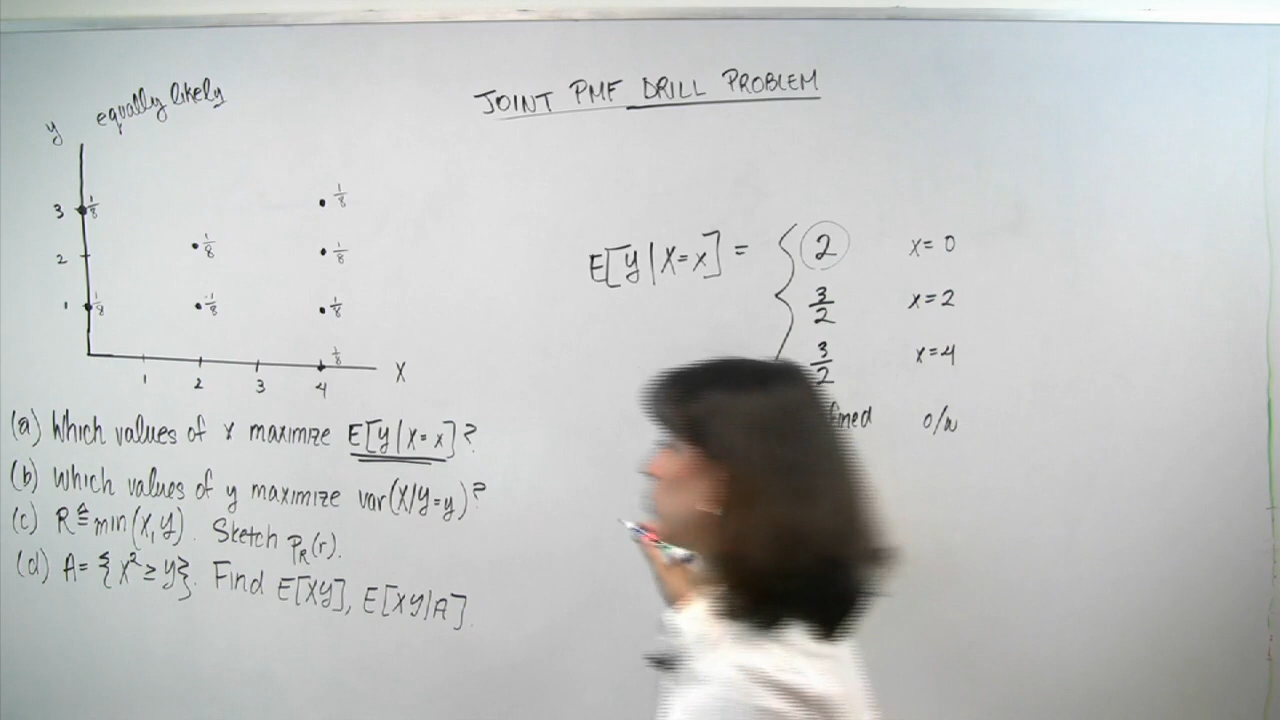 JOINT PMF DRILL PROBLEM
equally likely
y
3 1/8
1/8
2 1/8
1/8
1 1/8
1/8
1/8
1/8
1 2 3 4 X
E[Y|X=x] = { 2 x=0
3/2 x=2
3/2 x=4
o/w
(a) Which values of x maximize E[Y|X=x]?
(b) Which values of y maximize var(X|Y=y)?
(c) R ≜ min(X,Y). Sketch p_R(r).
(d) A= {X² ≥ Y}. Find E[XY], E[XY|A].